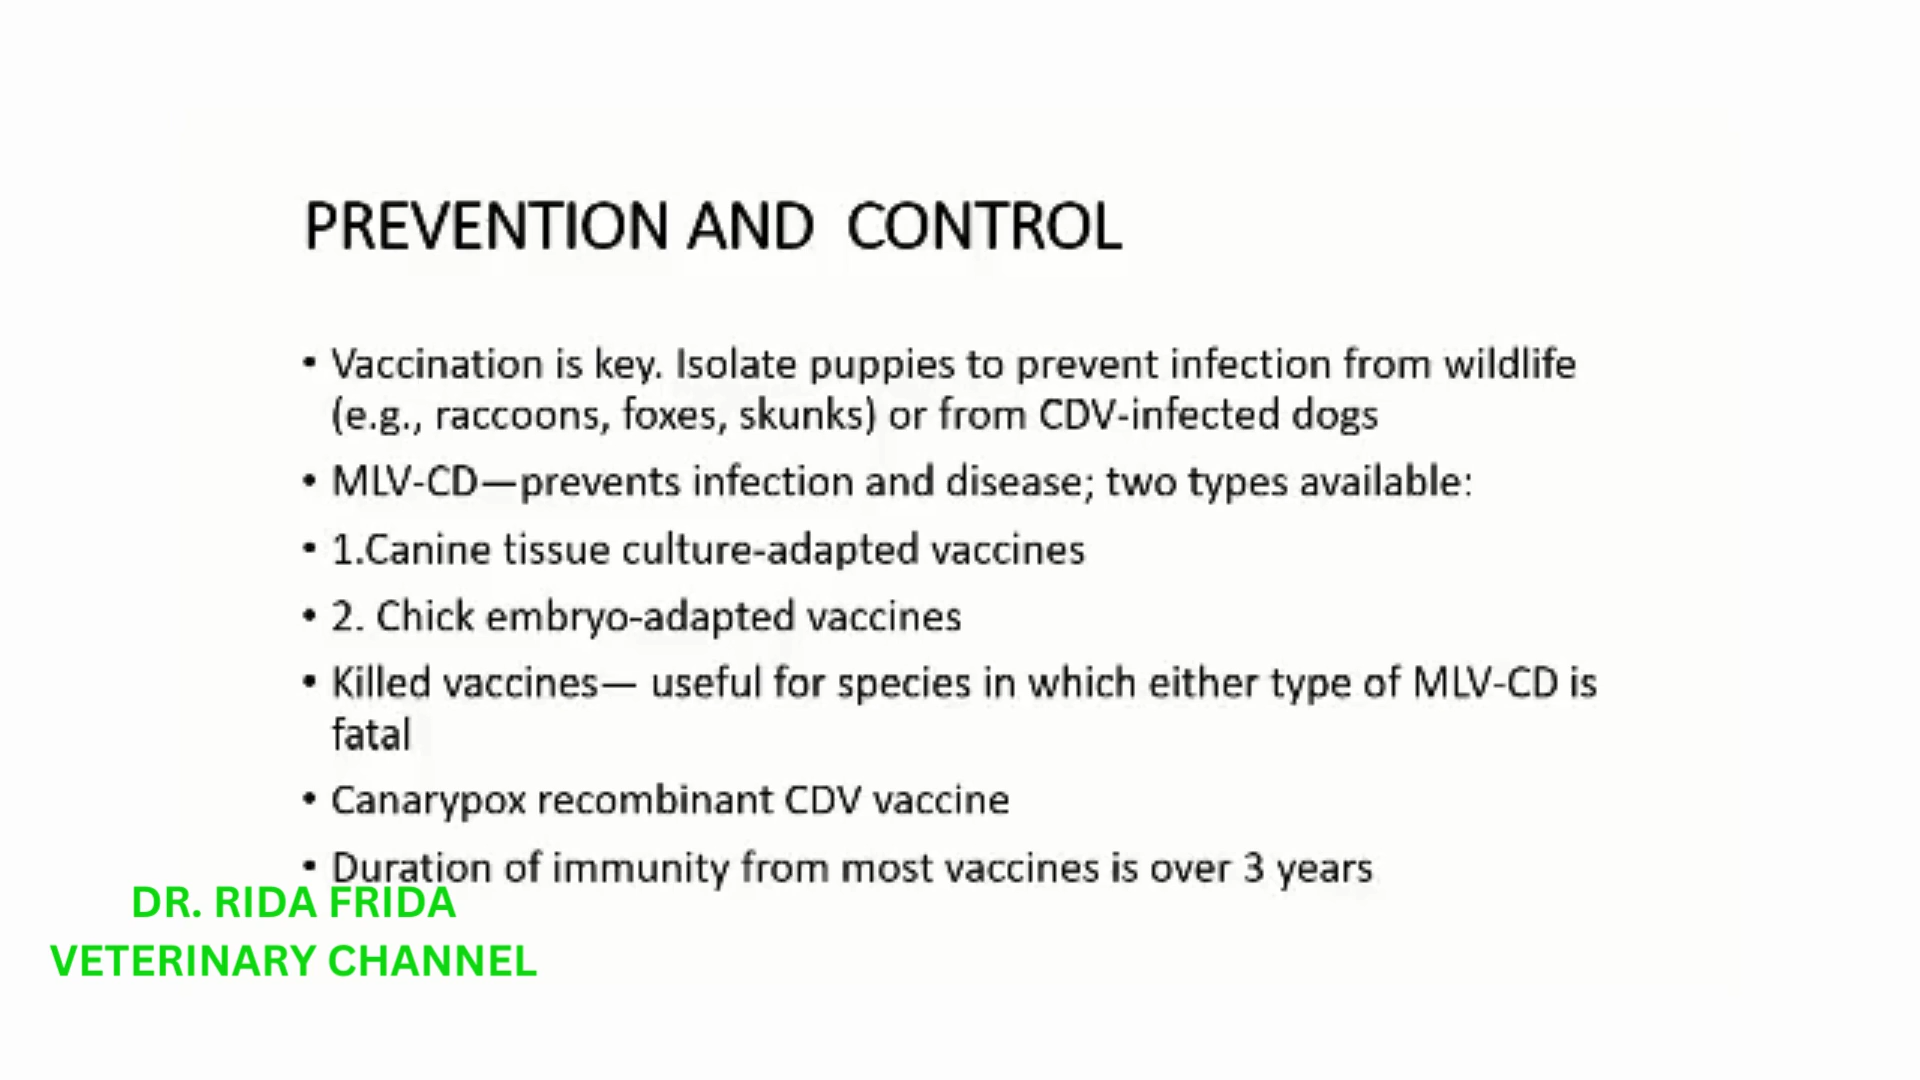 PREVENTION AND CONTROL
• Vaccination is key. Isolate puppies to prevent infection from wildlife
(e.g., raccoons, foxes, skunks) or from CDV-infected dogs
• MLV-CD—prevents infection and disease; two types available:
• 1.Canine tissue culture-adapted vaccines
• 2. Chick embryo-adapted vaccines
• Killed vaccines— useful for species in which either type of MLV-CD is
fatal
• Canarypox recombinant CDV vaccine
• Duration of immunity from most vaccines is over 3 years
DR. RIDA FRIDA
VETERINARY CHANNEL